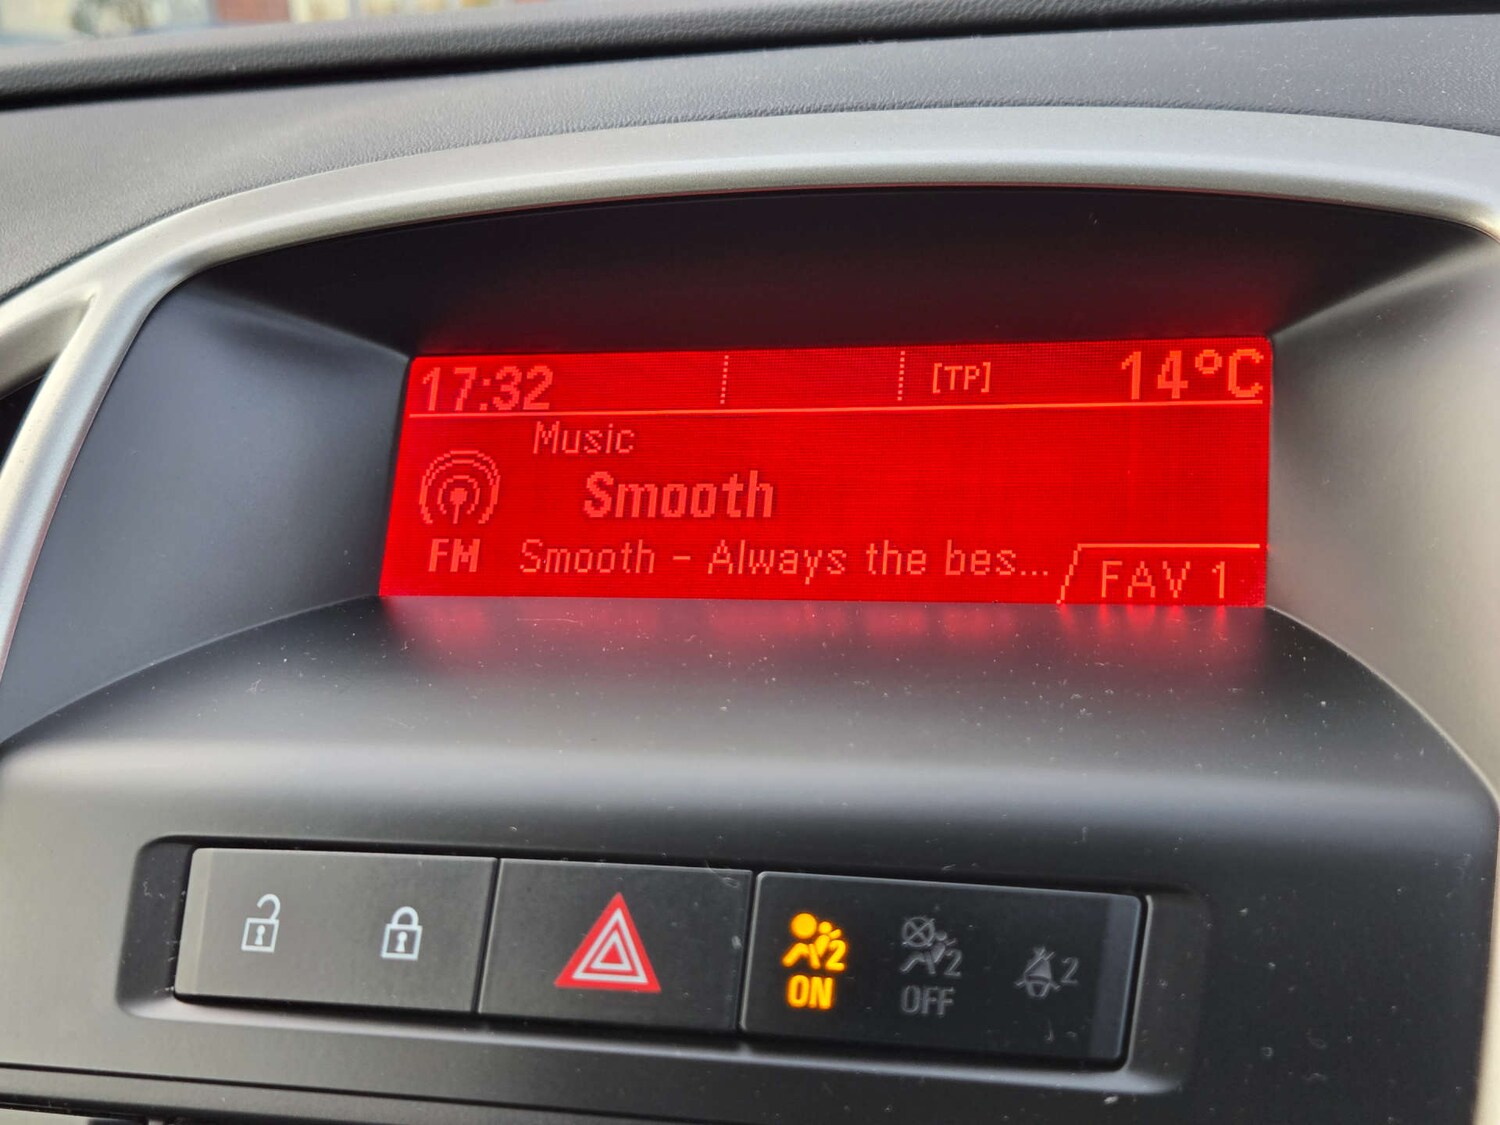 17:32 [TP] 14°C
Music
Smooth
FM Smooth - Always the bes...
FAV 1
2 2 2
ON OFF